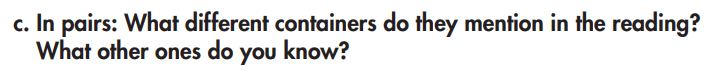 c. In pairs: What different containers do they mention in the reading?
What other ones do you know?